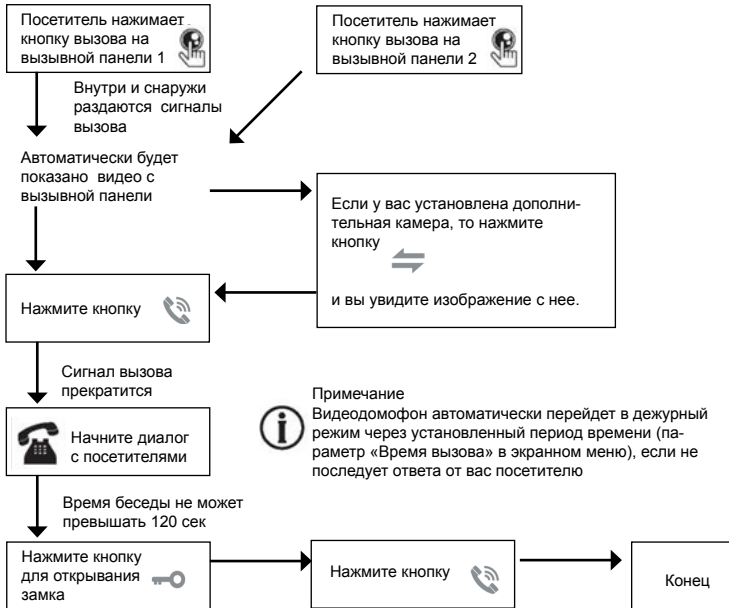 Посетитель нажимает
кнопку вызова на
вызывной панели 1
Посетитель нажимает
кнопку вызова на
вызывной панели 2
Внутри и снаружи
раздаются сигналы
вызова
Автоматически будет
показано видео с
вызывной панели
Если у вас установлена дополни-
тельная камера, то нажмите
кнопку
и вы увидите изображение с нее.
Нажмите кнопку
Сигнал вызова
прекратится
Примечание
Видеодомофон автоматически перейдет в дежурный
режим через установленный период времени (па-
раметр «Время вызова» в экранном меню), если не
последует ответа от вас посетителю
Начните диалог
с посетителями
Время беседы не может
превышать 120 сек
Нажмите кнопку
для открывания
замка
Нажмите кнопку
Конец